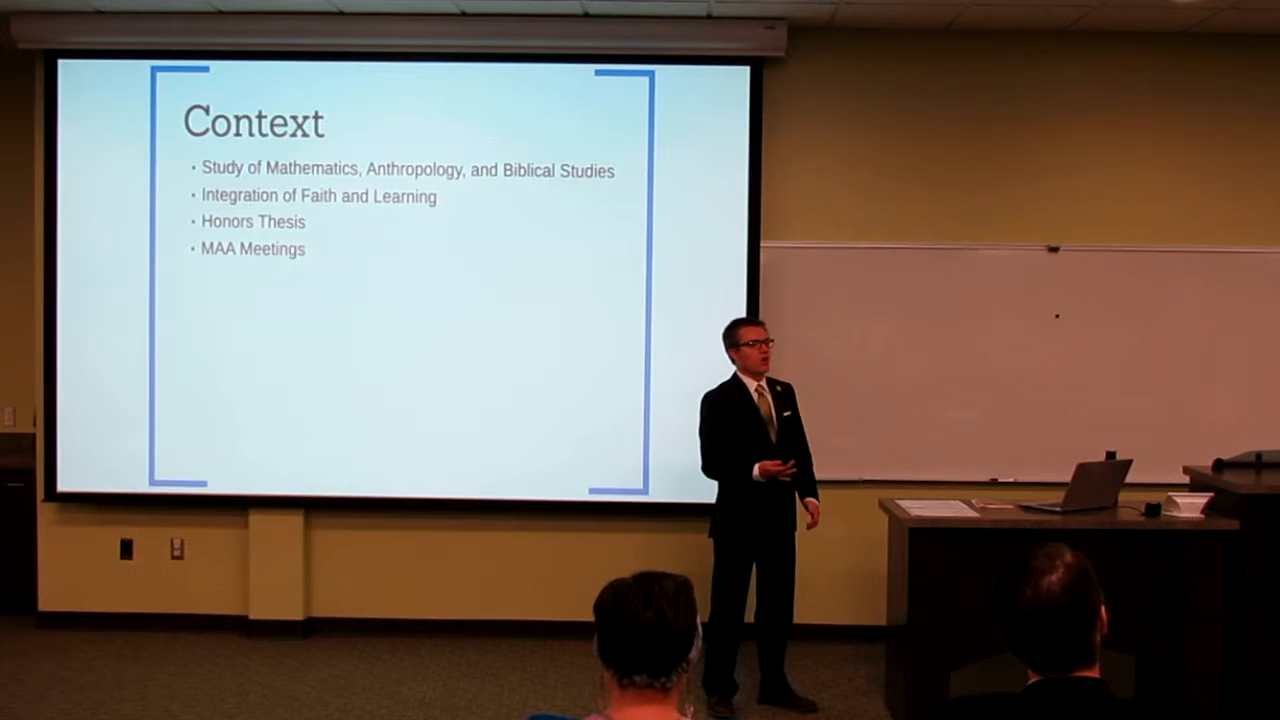 Context
· Study of Mathematics, Anthropology, and Biblical Studies
· Integration of Faith and Learning
· Honors Thesis
· MAA Meetings